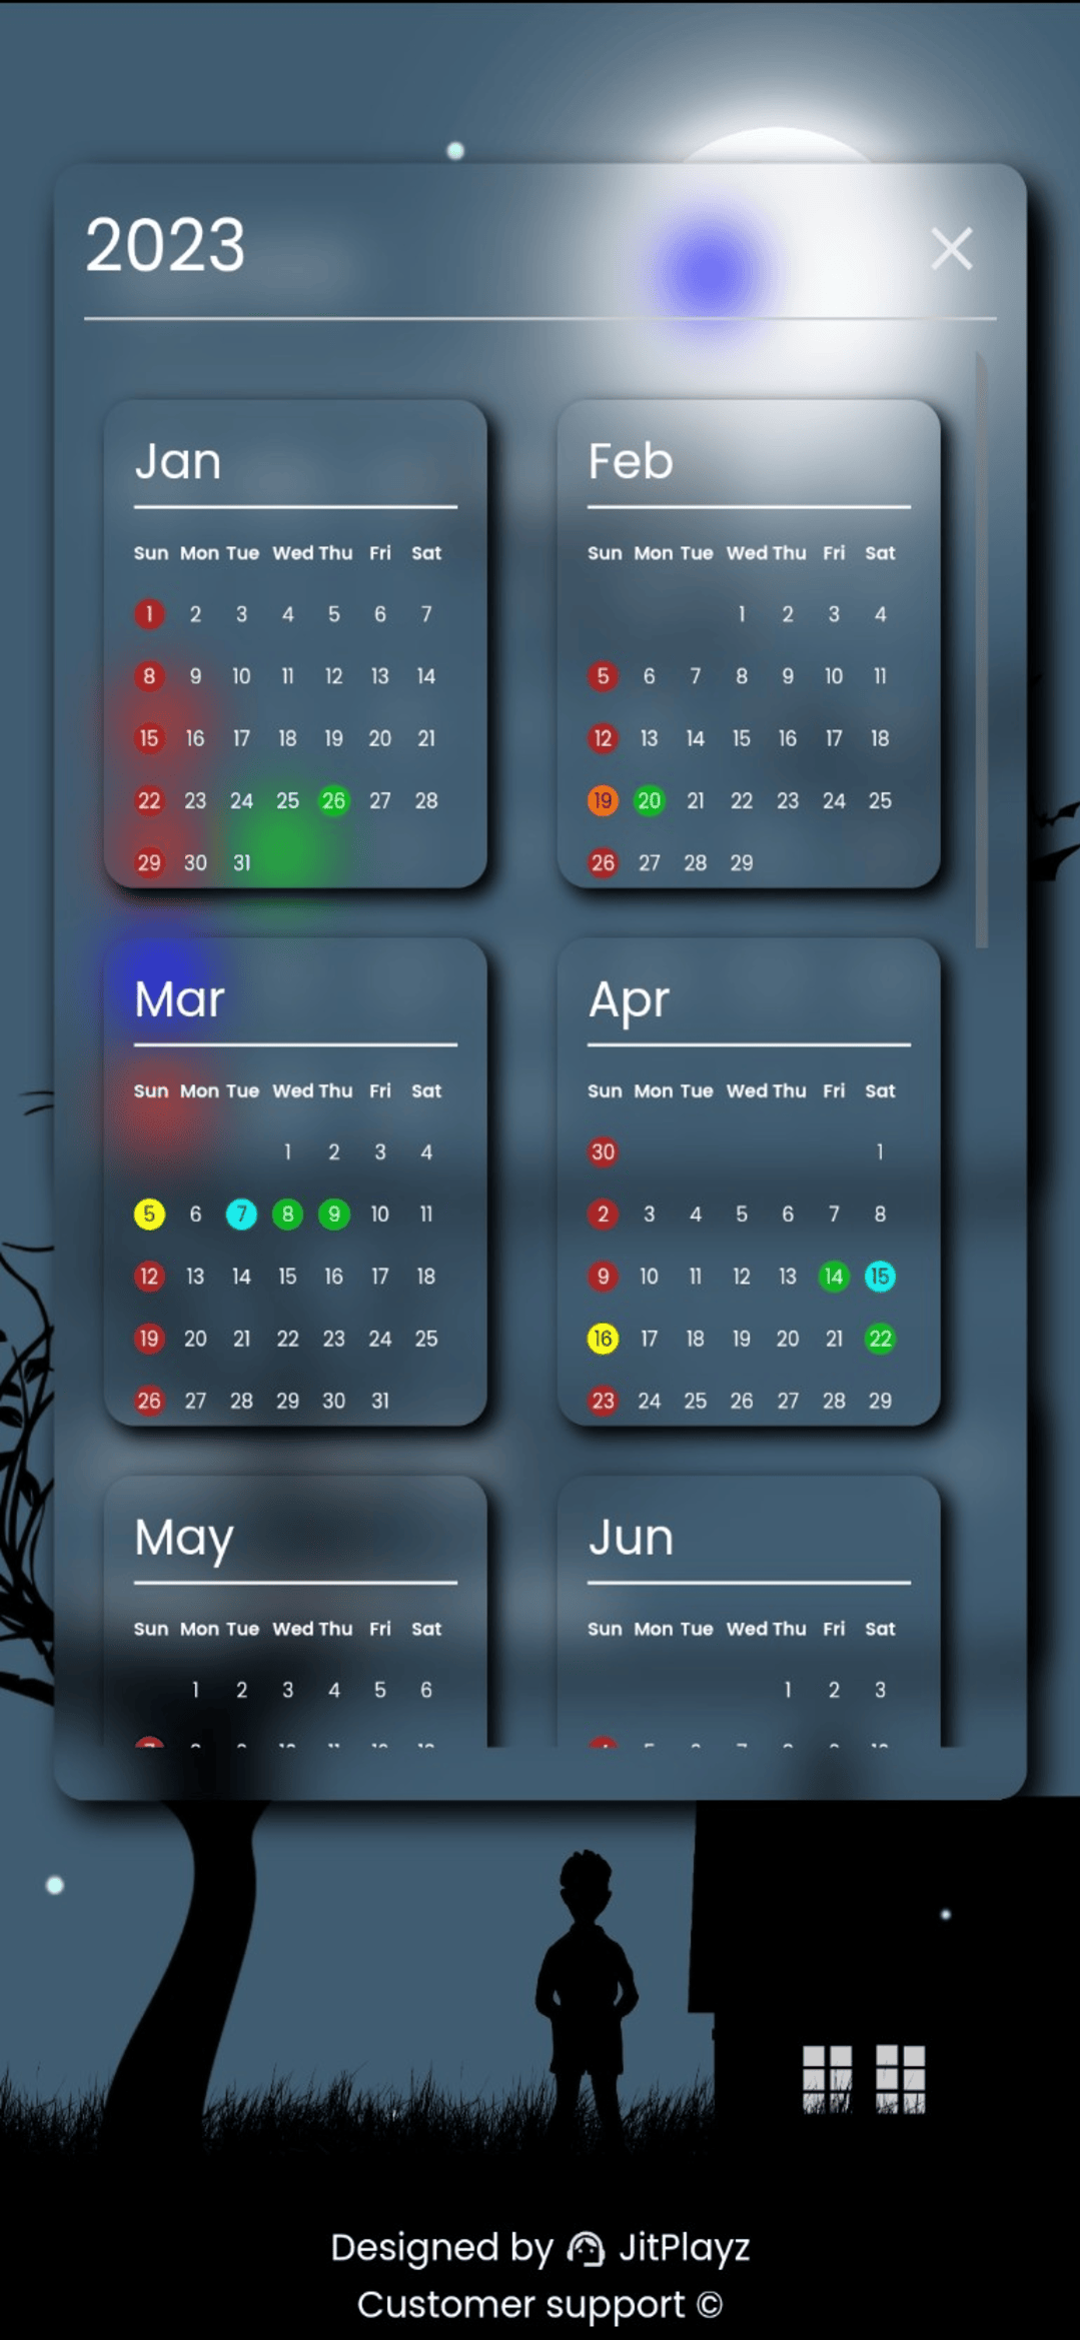 2023
Jan
Sun Mon Tue Wed Thu Fri Sat
1 2 3 4 5 6 7
8 9 10 11 12 13 14
15 16 17 18 19 20 21
22 23 24 25 26 27 28
29 30 31
Feb
Sun Mon Tue Wed Thu Fri Sat
1 2 3 4
5 6 7 8 9 10 11
12 13 14 15 16 17 18
19 20 21 22 23 24 25
26 27 28 29
Mar
Sun Mon Tue Wed Thu Fri Sat
1 2 3 4
5 6 7 8 9 10 11
12 13 14 15 16 17 18
19 20 21 22 23 24 25
26 27 28 29 30 31
Apr
Sun Mon Tue Wed Thu Fri Sat
30 1
2 3 4 5 6 7 8
9 10 11 12 13 14 15
16 17 18 19 20 21 22
23 24 25 26 27 28 29
May
Sun Mon Tue Wed Thu Fri Sat
1 2 3 4 5 6
Jun
Sun Mon Tue Wed Thu Fri Sat
1 2 3
Designed by JitPlayz
Customer support ©